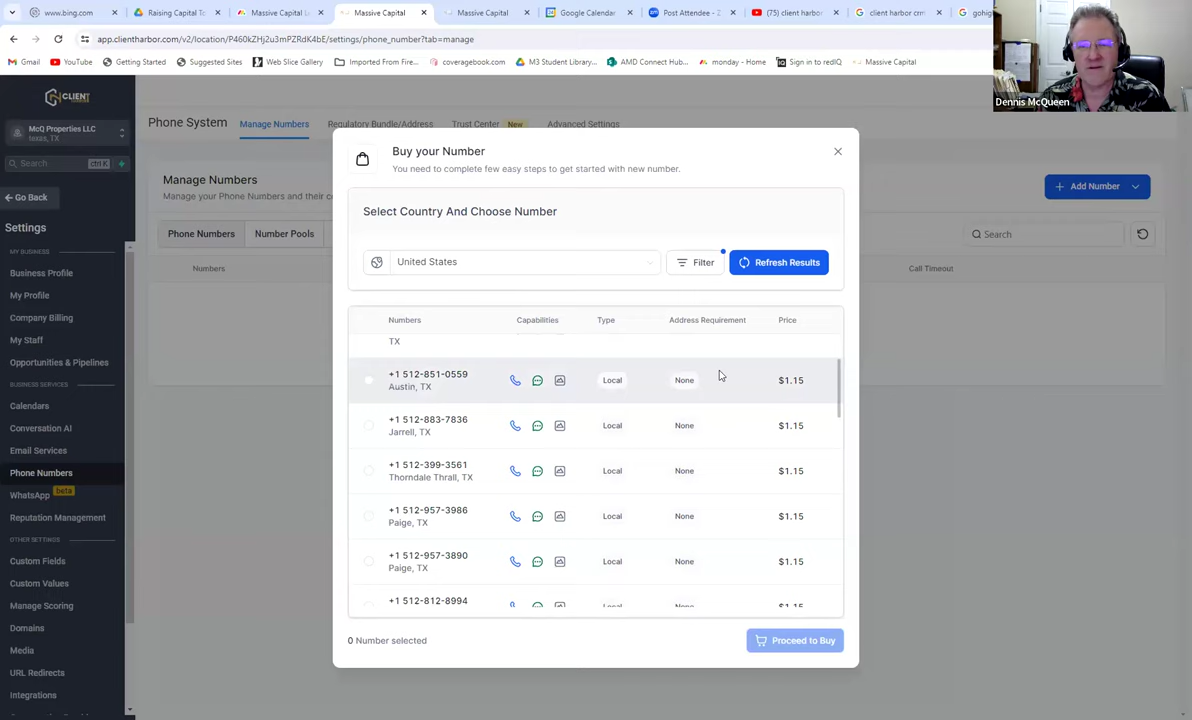 www.bing.com
Raising Capital To
Massive Capital L
Massive Capital
Massive Capital
Google Calendar
Post Attendee - Z
(75) client harbor
client harbor crm
gohig
app.clientharbor.com/v2/location/P460kZHj2u3mPZRdK4bE/settings/phone_number?tab=manage
Gmail
YouTube
Getting Started
Suggested Sites
Web Slice Gallery
Imported From Fire...
coveragebook.com
M3 Student Library...
AMD Connect Hub...
monday - Home
Sign in to redIQ
Massive Capital
Dennis McQueen
CLIENT
McQ Properties LLC
texas, TX
Search
ctrl K
Go Back
Settings
MY BUSINESS
Business Profile
My Profile
Company Billing
My Staff
Opportunities & Pipelines
BUSINESS SERVICES
Calendars
Conversation AI
Email Services
Phone Numbers
WhatsApp beta
Reputation Management
OTHER SETTINGS
Custom Fields
Custom Values
Manage Scoring
Domains
Media
URL Redirects
Integrations
Phone System
Manage Numbers
Regulatory Bundle/Address
Trust Center New
Advanced Settings
Manage Numbers
Manage your Phone Numbers and their c
Add Number
Phone Numbers
Number Pools
Search
Numbers
Call Timeout
Buy your Number
You need to complete few easy steps to get started with new number.
Select Country And Choose Number
United States
Filter
Refresh Results
Numbers Capabilities Type Address Requirement Price
TX
+1 512-851-0559
Austin, TX
Local None $1.15
+1 512-883-7836
Jarrell, TX
Local None $1.15
+1 512-399-3561
Thorndale Thrall, TX
Local None $1.15
+1 512-957-3986
Paige, TX
Local None $1.15
+1 512-957-3890
Paige, TX
Local None $1.15
+1 512-812-8994
Local None $1.15
0 Number selected
Proceed to Buy